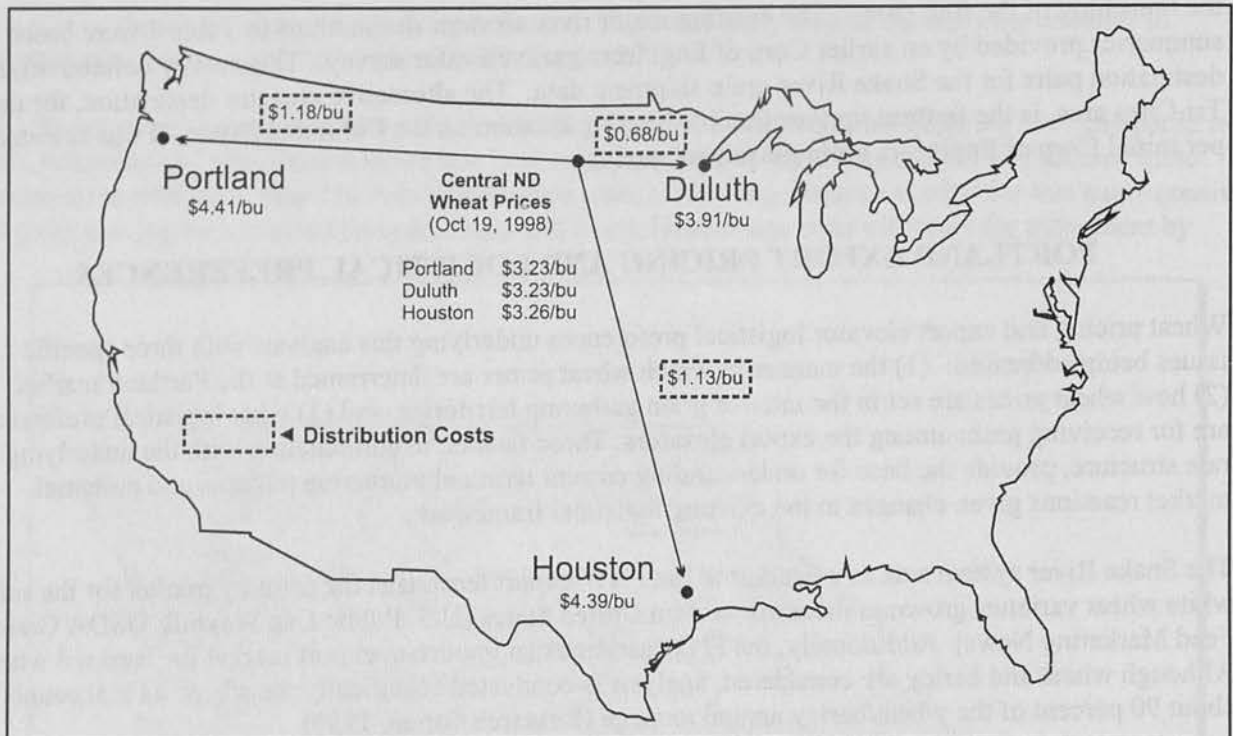 $1.18/bu
$0.68/bu
Portland
$4.41/bu
Central ND
Wheat Prices
(Oct 19, 1998)
Duluth
$3.91/bu
Portland $3.23/bu
Duluth $3.23/bu
Houston $3.26/bu
$1.13/bu
Distribution Costs
Houston
$4.39/bu